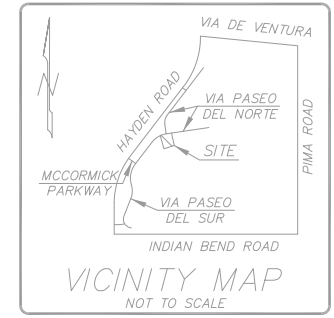 VIA DE VENTURA
HAYDEN ROAD
VIA PASEO
DEL NORTE
PIMA ROAD
SITE
MCCORMICK
PARKWAY
VIA PASEO
DEL SUR
INDIAN BEND ROAD
VICINITY MAP
NOT TO SCALE